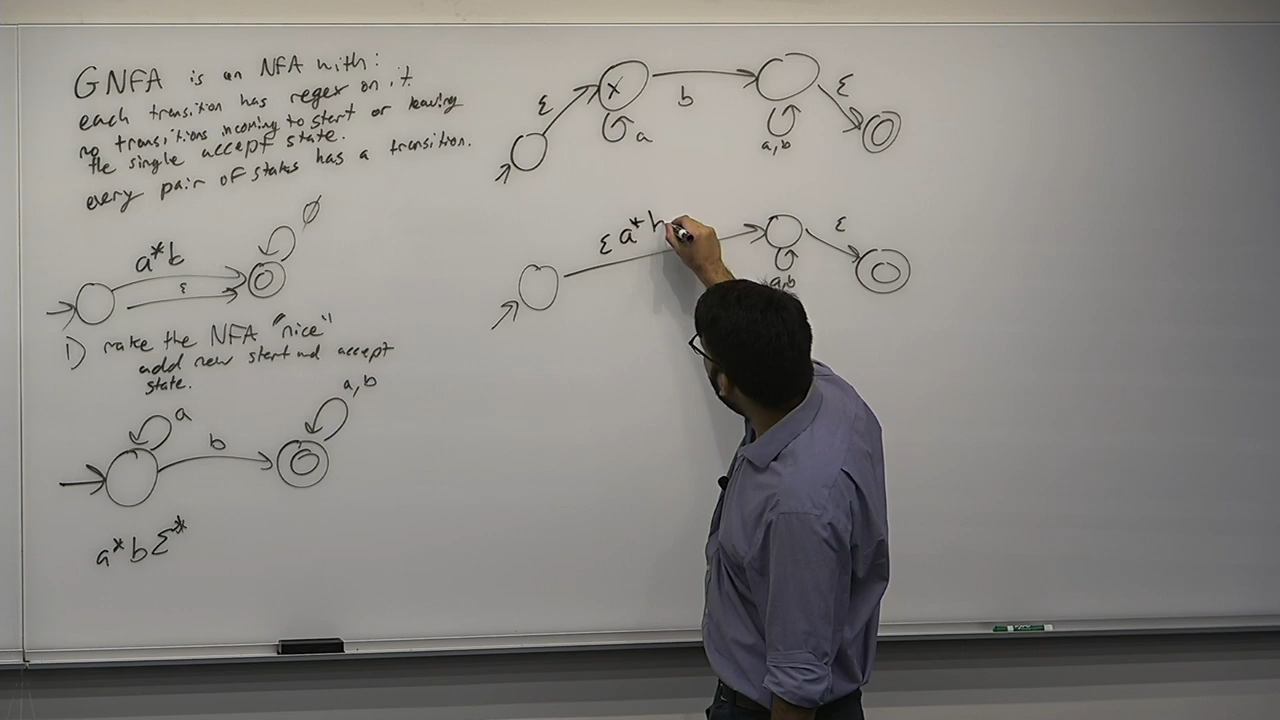 GNFA is an NFA with:
each transition has regex on it
no transitions incoming to start or leaving
the single accept state.
every pair of states has a transition.
∅
a*b
ε
1) make the NFA "nice"
add new start and accept
state.
a
b
a,b
a*bΣ*
ε
x
a
b
a,b
ε
εa*b
a,b
ε